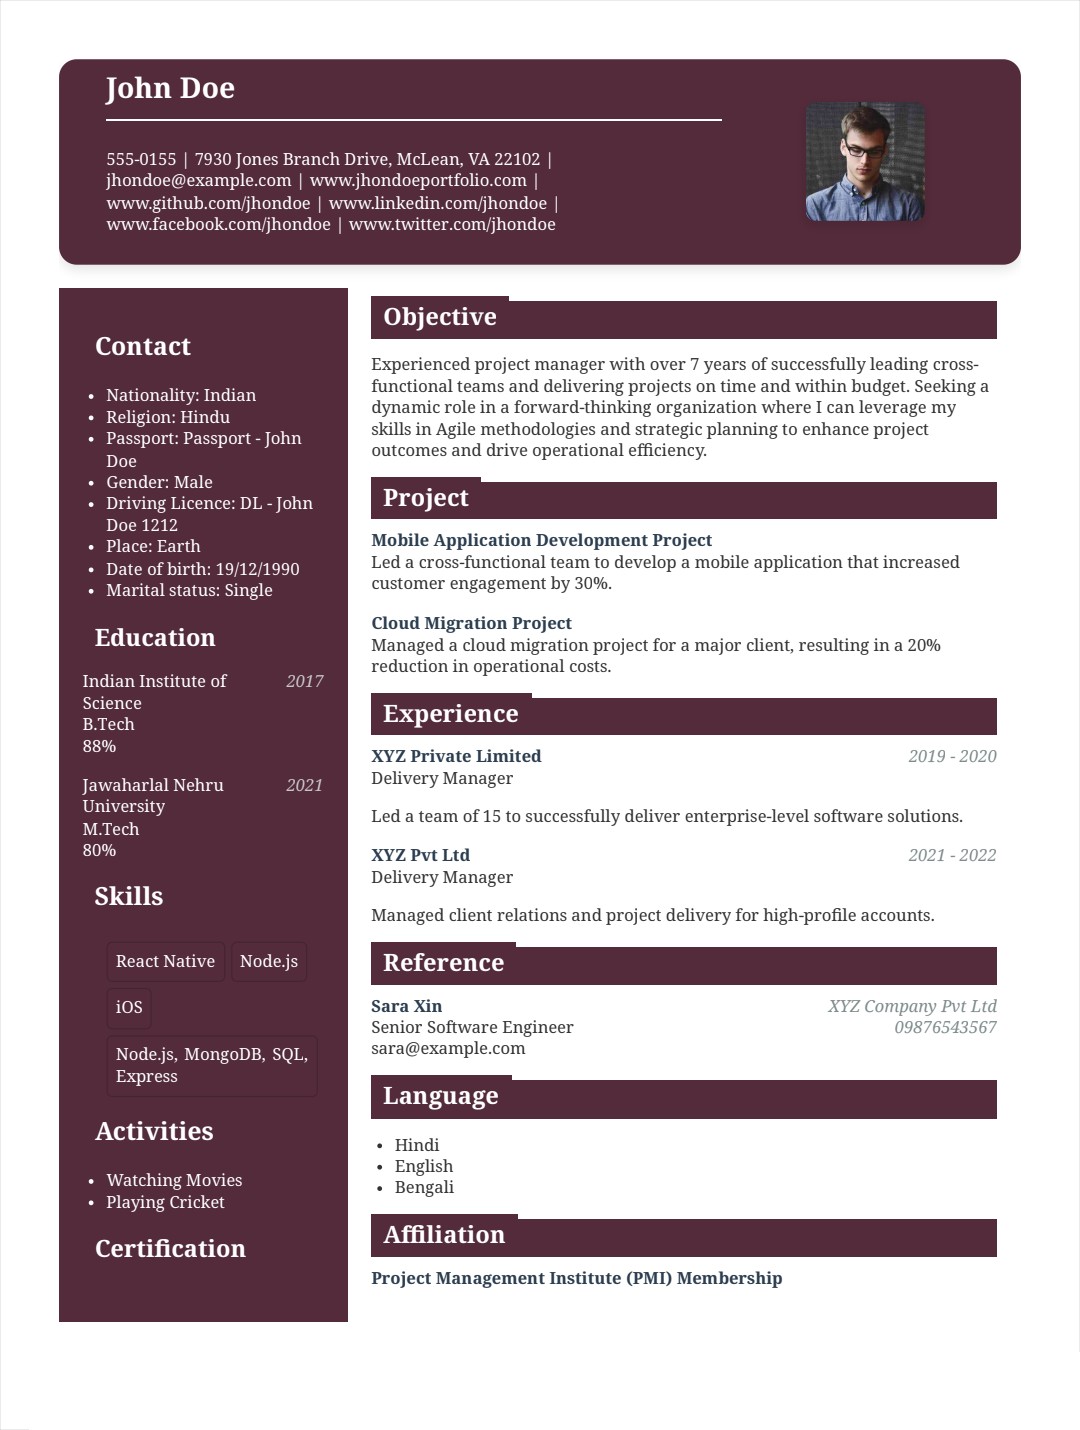 John Doe
555-0155 | 7930 Jones Branch Drive, McLean, VA 22102 |
jhondoe@example.com | www.jhondoeportfolio.com |
www.github.com/jhondoe | www.linkedin.com/jhondoe |
www.facebook.com/jhondoe | www.twitter.com/jhondoe
Contact
• Nationality: Indian
• Religion: Hindu
• Passport: Passport - John
Doe
• Gender: Male
• Driving Licence: DL - John
Doe 1212
• Place: Earth
• Date of birth: 19/12/1990
• Marital status: Single
Education
Indian Institute of 2017
Science
B.Tech
88%
Jawaharlal Nehru 2021
University
M.Tech
80%
Skills
React Native Node.js
iOS
Node.js, MongoDB, SQL,
Express
Activities
• Watching Movies
• Playing Cricket
Certification
Objective
Experienced project manager with over 7 years of successfully leading cross-
functional teams and delivering projects on time and within budget. Seeking a
dynamic role in a forward-thinking organization where I can leverage my
skills in Agile methodologies and strategic planning to enhance project
outcomes and drive operational efficiency.
Project
Mobile Application Development Project
Led a cross-functional team to develop a mobile application that increased
customer engagement by 30%.
Cloud Migration Project
Managed a cloud migration project for a major client, resulting in a 20%
reduction in operational costs.
Experience
XYZ Private Limited 2019 - 2020
Delivery Manager
Led a team of 15 to successfully deliver enterprise-level software solutions.
XYZ Pvt Ltd 2021 - 2022
Delivery Manager
Managed client relations and project delivery for high-profile accounts.
Reference
Sara Xin XYZ Company Pvt Ltd
Senior Software Engineer 09876543567
sara@example.com
Language
• Hindi
• English
• Bengali
Affiliation
Project Management Institute (PMI) Membership